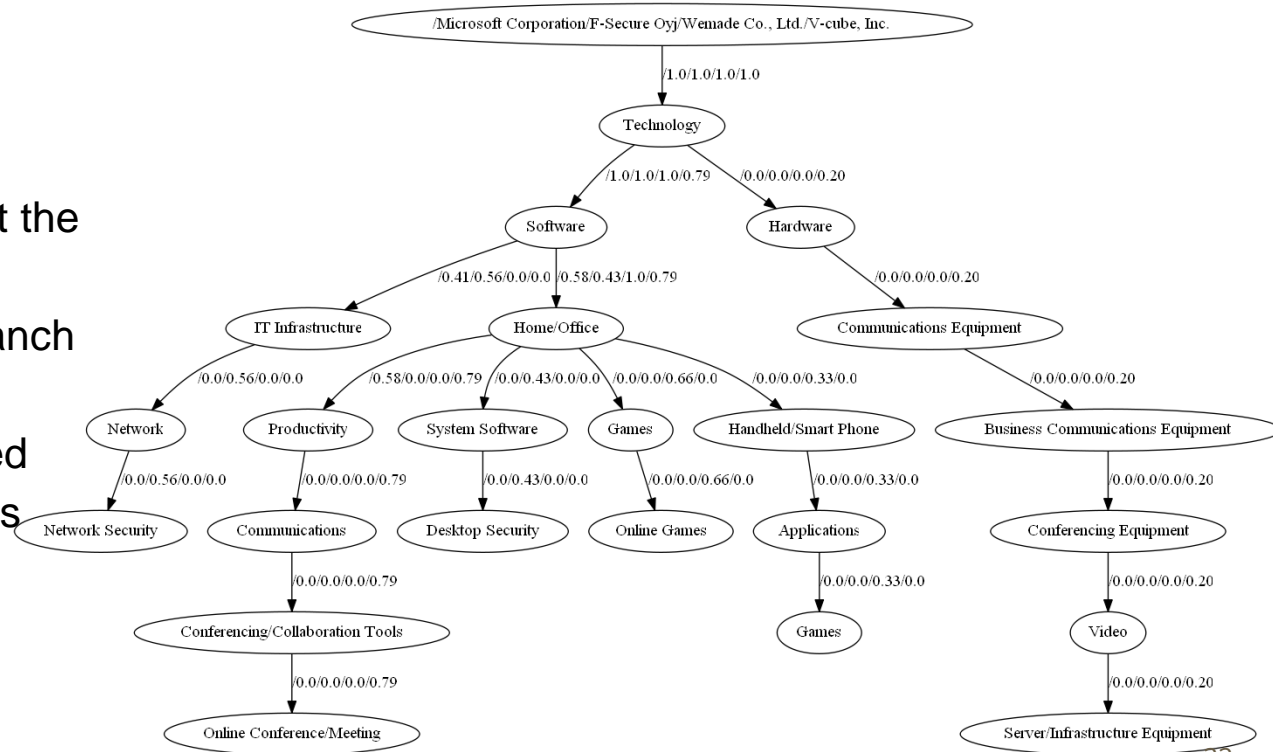 /Microsoft Corporation/F-Secure Oyj/Wemade Co., Ltd./V-cube, Inc.
/1.0/1.0/1.0/1.0
Technology
/1.0/1.0/1.0/0.79 /0.0/0.0/0.0/0.20
t the
Software Hardware
/0.41/0.56/0.0/0.0 /0.58/0.43/1.0/0.79 /0.0/0.0/0.0/0.20
anch
IT Infrastructure Home/Office Communications Equipment
/0.0/0.56/0.0/0.0 /0.58/0.0/0.0/0.79 /0.0/0.43/0.0/0.0 /0.0/0.0/0.66/0.0 /0.0/0.0/0.33/0.0 /0.0/0.0/0.0/0.20
Network Productivity System Software Games Handheld/Smart Phone Business Communications Equipment
ed
/0.0/0.56/0.0/0.0 /0.0/0.0/0.0/0.79 /0.0/0.43/0.0/0.0 /0.0/0.0/0.66/0.0 /0.0/0.0/0.33/0.0 /0.0/0.0/0.0/0.20
s
Network Security Communications Desktop Security Online Games Applications Conferencing Equipment
/0.0/0.0/0.0/0.79 /0.0/0.0/0.33/0.0 /0.0/0.0/0.0/0.20
Conferencing/Collaboration Tools Games Video
/0.0/0.0/0.0/0.79 /0.0/0.0/0.0/0.20
Online Conference/Meeting Server/Infrastructure Equipment